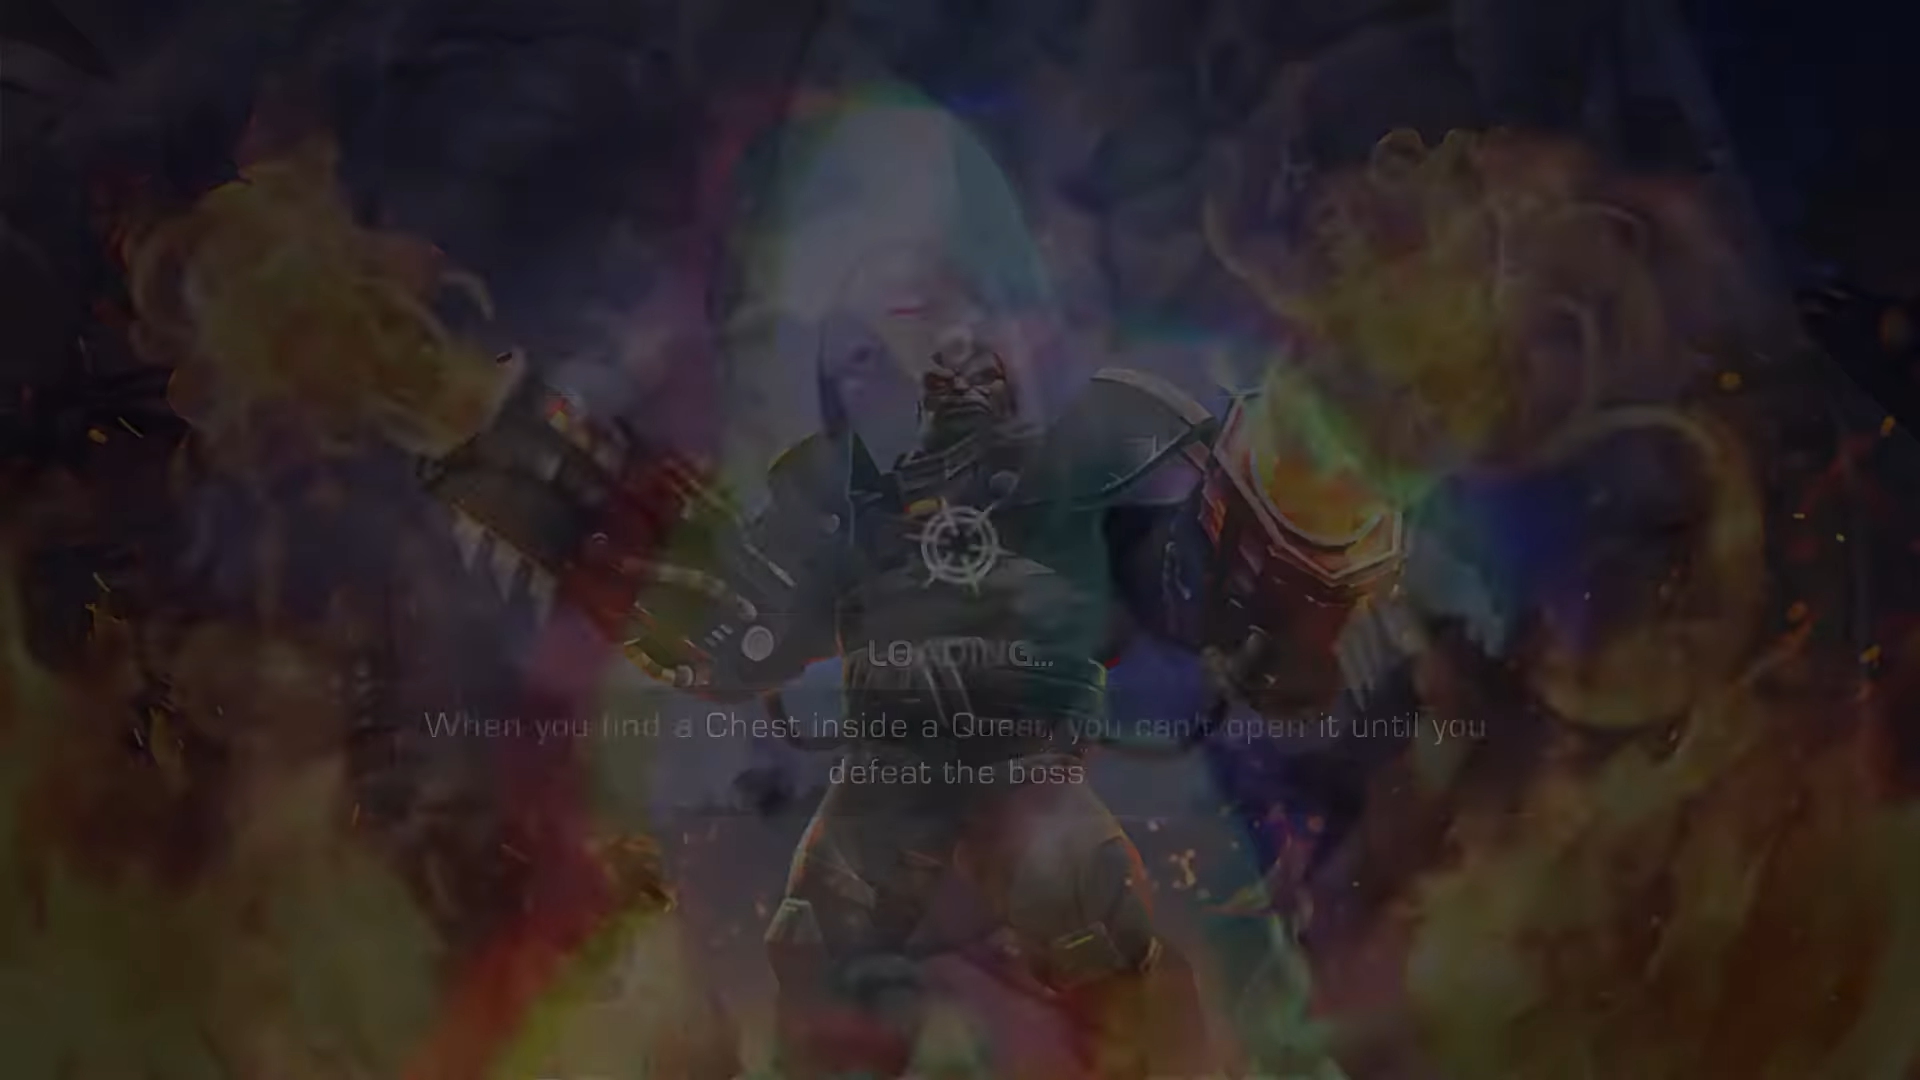 LOADING...
When you find a Chest inside a Quest, you can't open it until you
defeat the boss